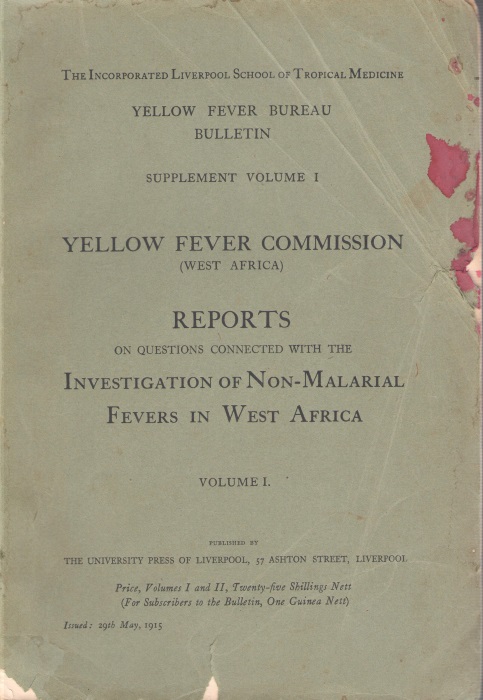 The Incorporated Liverpool School of Tropical Medicine
YELLOW FEVER BUREAU
BULLETIN
SUPPLEMENT VOLUME I
YELLOW FEVER COMMISSION
(WEST AFRICA)
REPORTS
ON QUESTIONS CONNECTED WITH THE
Investigation of Non-Malarial
Fevers in West Africa
VOLUME I.
PUBLISHED BY
THE UNIVERSITY PRESS OF LIVERPOOL, 57 ASHTON STREET, LIVERPOOL
Price, Volumes I and II, Twenty-five Shillings Nett
(For Subscribers to the Bulletin, One Guinea Nett)
Issued: 29th May, 1915